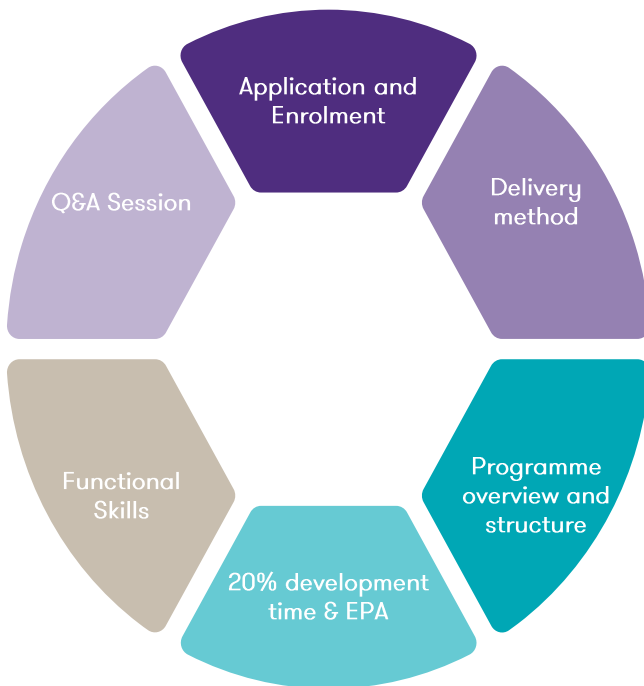 Application and
Enrolment
Delivery
method
Programme
overview and
structure
20% development
time & EPA
Functional
Skills
Q&A Session